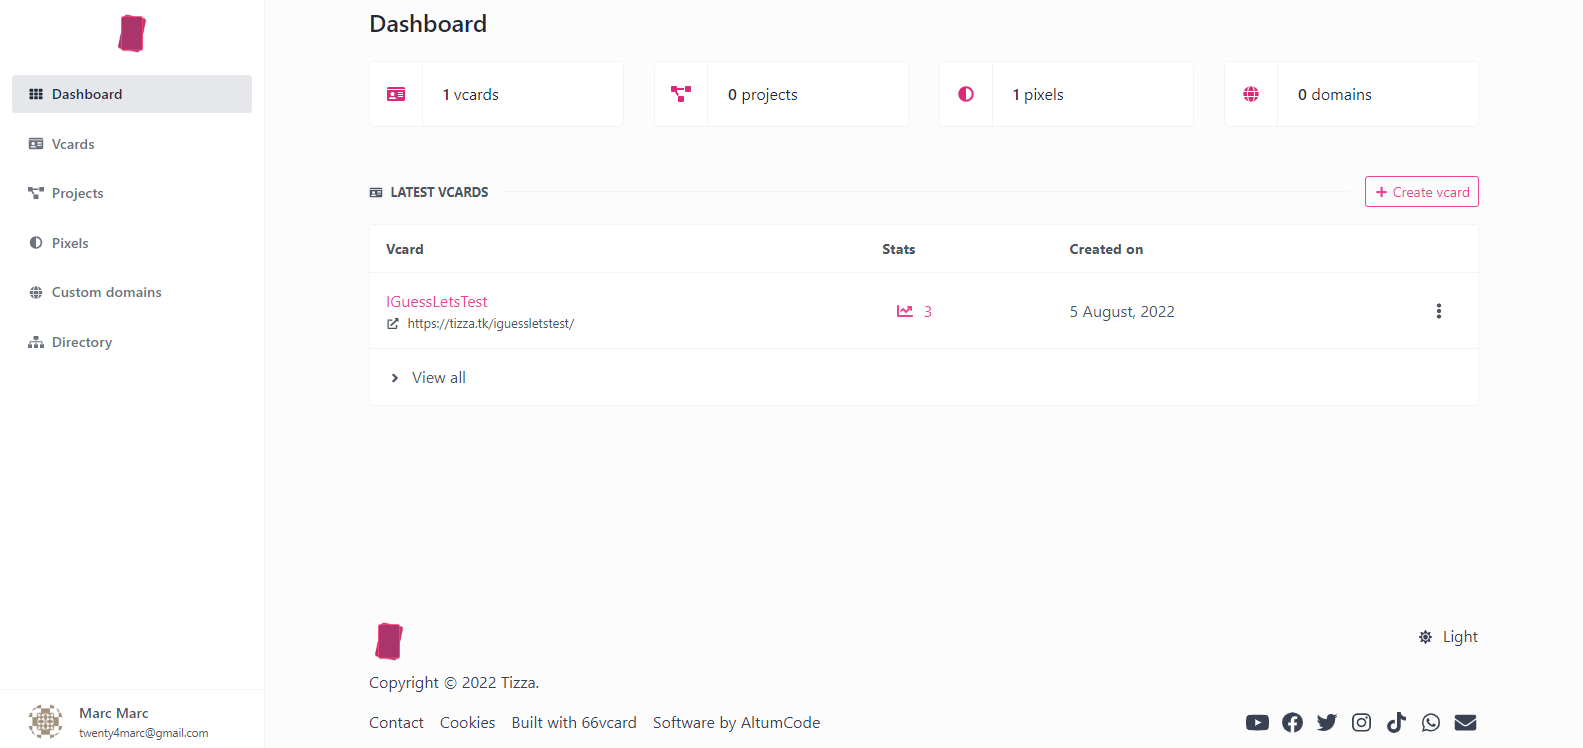 Dashboard
Vcards
Projects
Pixels
Custom domains
Directory
Marc Marc
twenty4marc@gmail.com
Dashboard
1 vcards
0 projects
1 pixels
0 domains
LATEST VCARDS
+ Create vcard
Vcard Stats Created on
IGuessLetsTest
https://tizza.tk/iguessletstest/
3 5 August, 2022
View all
Light
Copyright © 2022 Tizza.
Contact Cookies Built with 66vcard Software by AltumCode